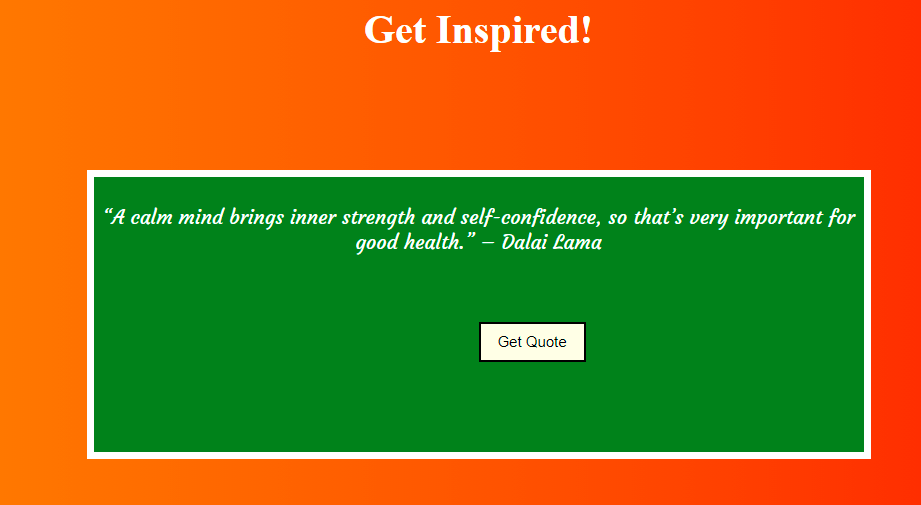 Get Inspired!
“A calm mind brings inner strength and self-confidence, so that’s very important for
good health.” – Dalai Lama
Get Quote